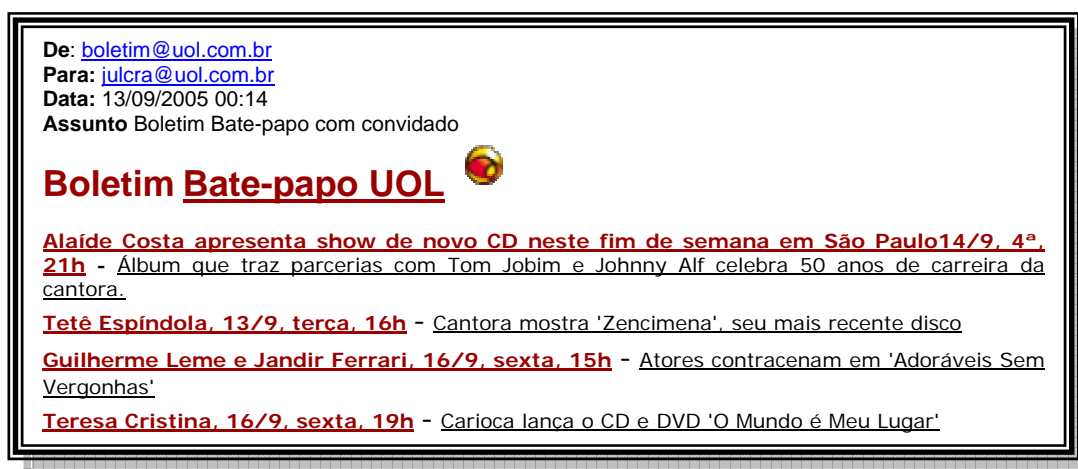 De: boletim@uol.com.br
Para: julcra@uol.com.br
Data: 13/09/2005 00:14
Assunto Boletim Bate-papo com convidado
Boletim Bate-papo UOL
Alaíde Costa apresenta show de novo CD neste fim de semana em São Paulo14/9, 4ª,
21h - Álbum que traz parcerias com Tom Jobim e Johnny Alf celebra 50 anos de carreira da
cantora.
Tetê Espíndola, 13/9, terça, 16h - Cantora mostra 'Zencimena', seu mais recente disco
Guilherme Leme e Jandir Ferrari, 16/9, sexta, 15h - Atores contracenam em 'Adoráveis Sem
Vergonhas'
Teresa Cristina, 16/9, sexta, 19h - Carioca lança o CD e DVD 'O Mundo é Meu Lugar'